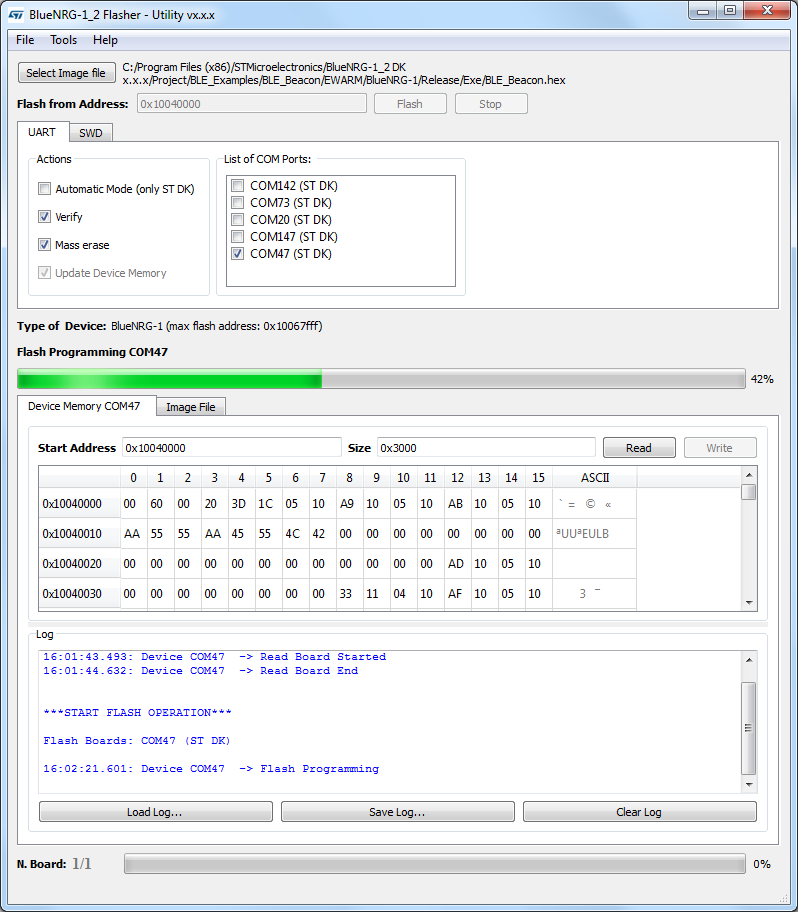 BlueNRG-1_2 Flasher - Utility vx.x.x
File Tools Help
Select Image file
C:/Program Files (x86)/STMicroelectronics/BlueNRG-1_2 DK
x.x.x/Project/BLE_Examples/BLE_Beacon/EWARM/BlueNRG-1/Release/Exe/BLE_Beacon.hex
Flash from Address: 0x10040000 Flash Stop
UART SWD
Actions
Automatic Mode (only ST DK)
Verify
Mass erase
Update Device Memory
List of COM Ports:
COM142 (ST DK)
COM73 (ST DK)
COM20 (ST DK)
COM147 (ST DK)
COM47 (ST DK)
Type of Device: BlueNRG-1 (max flash address: 0x10067fff)
Flash Programming COM47
42%
Device Memory COM47 Image File
Start Address 0x10040000 Size 0x3000 Read Write
0 1 2 3 4 5 6 7 8 9 10 11 12 13 14 15 ASCII
0x10040000 00 60 00 20 3D 1C 05 10 A9 10 05 10 AB 10 05 10 ` = © «
0x10040010 AA 55 55 AA 45 55 4C 42 00 00 00 00 00 00 00 00 ªUUªEULB
0x10040020 00 00 00 00 00 00 00 00 00 00 00 00 AD 10 05 10
0x10040030 00 00 00 00 00 00 00 00 33 11 04 10 AF 10 05 10 3 ¯
Log
16:01:43.493: Device COM47 -> Read Board Started
16:01:44.632: Device COM47 -> Read Board End
***START FLASH OPERATION***
Flash Boards: COM47 (ST DK)
16:02:21.601: Device COM47 -> Flash Programming
Load Log... Save Log... Clear Log
N. Board: 1/1 0%